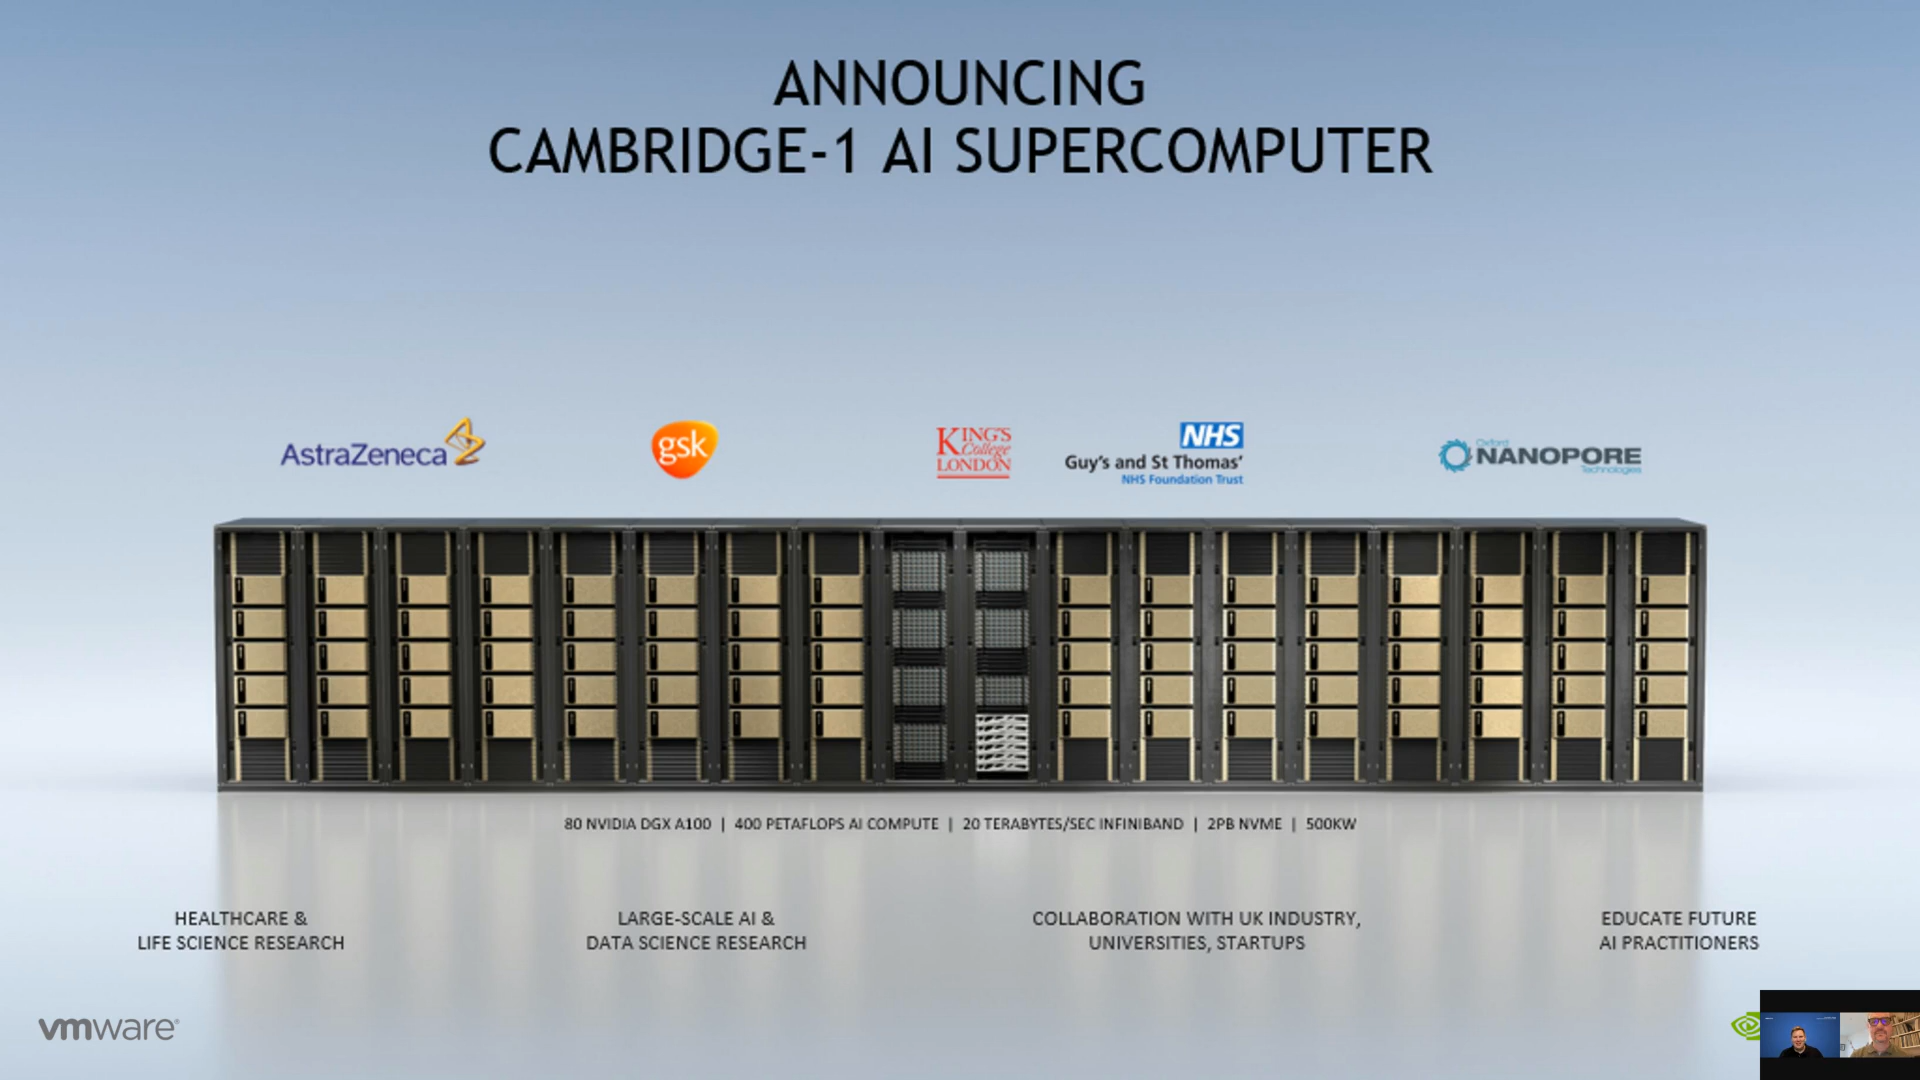 ANNOUNCING
CAMBRIDGE-1 AI SUPERCOMPUTER
AstraZeneca
gsk
KING'S
College
LONDON
NHS
Guy's and St Thomas'
NHS Foundation Trust
Oxford
NANOPORE
Technologies
80 NVIDIA DGX A100 | 400 PETAFLOPS AI COMPUTE | 20 TERABYTES/SEC INFINIBAND | 2PB NVME | 500KW
HEALTHCARE &
LIFE SCIENCE RESEARCH
LARGE-SCALE AI &
DATA SCIENCE RESEARCH
COLLABORATION WITH UK INDUSTRY,
UNIVERSITIES, STARTUPS
EDUCATE FUTURE
AI PRACTITIONERS
vmware®